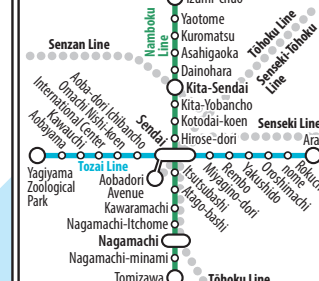 Izumi-Chuo
Yaotome
Kuromatsu
Asahigaoka
Dainohara
Namboku
Line
Senzan Line
Kita-Sendai
Tōhoku Line
Senseki-Tōhoku
Line
Kita-Yobancho
Kotodai-koen
Hirose-dori
Senseki Line
Sendai
Aoba-dori Ichibancho
Omachi Nishi-koen
International Center
Kawauchi
Aobayama
Yagiyama
Zoological
Park
Tozai Line
Aobadori
Avenue
Miyagino-dori
Rembo
Yakushido
Oroshimachi
Itsutsubashi
Atago-bashi
Kawaramachi
Nagamachi-Itchome
Nagamachi
Nagamachi-minami
Tomizawa
Tōhoku Line